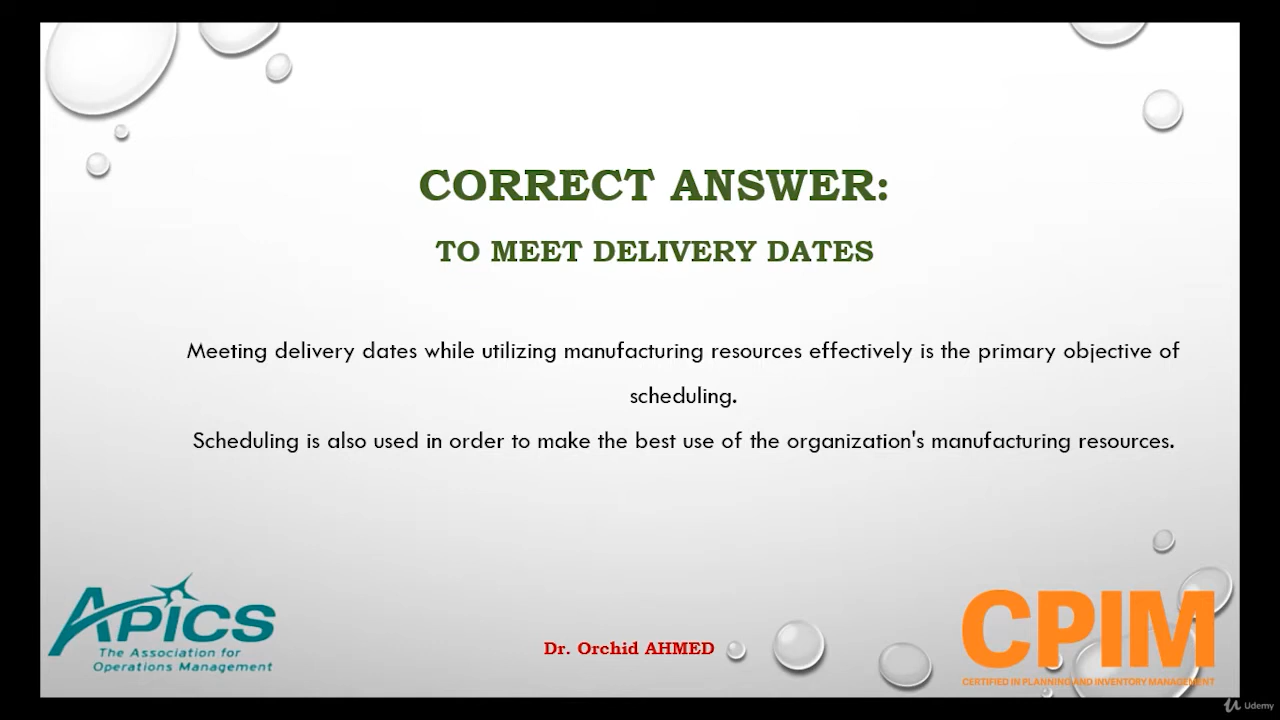 CORRECT ANSWER:
TO MEET DELIVERY DATES
Meeting delivery dates while utilizing manufacturing resources effectively is the primary objective of
scheduling.
Scheduling is also used in order to make the best use of the organization's manufacturing resources.
APICS
The Association for
Operations Management
Dr. Orchid AHMED
CPIM
CERTIFIED IN PLANNING AND INVENTORY MANAGEMENT
Udemy